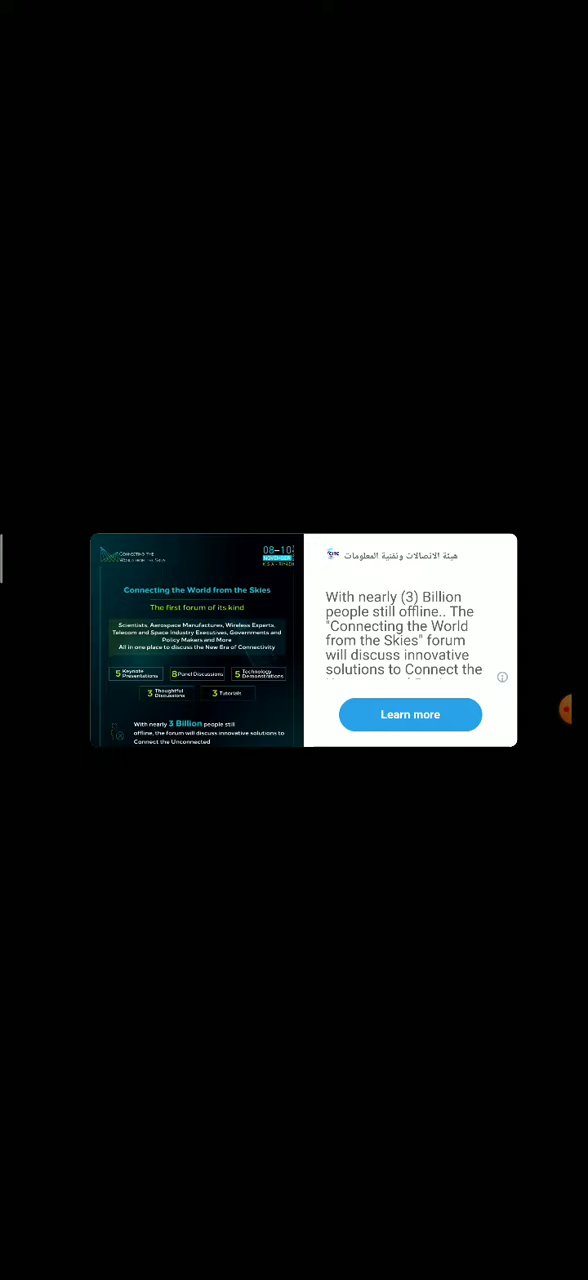 CONNECTING THE
WORLD FROM THE SKIES
08-10
NOVEMBER
K.S.A - RIYADH
Connecting the World from the Skies
The first forum of its kind
Scientists, Aerospace Manufactures, Wireless Experts,
Telecom and Space Industry Executives, Governments and
Policy Makers and More
All in one place to discuss the New Era of Connectivity
5 Keynote Presentations
8 Panel Discussions
5 Technology Demonstrations
3 Thoughtful Discussions
3 Tutorials
With nearly 3 Billion people still
offline, the forum will discuss innovative solutions to
Connect the Unconnected
هيئة الاتصالات وتقنية المعلومات
With nearly (3) Billion
people still offline.. The
"Connecting the World
from the Skies" forum
will discuss innovative
solutions to Connect the
Learn more